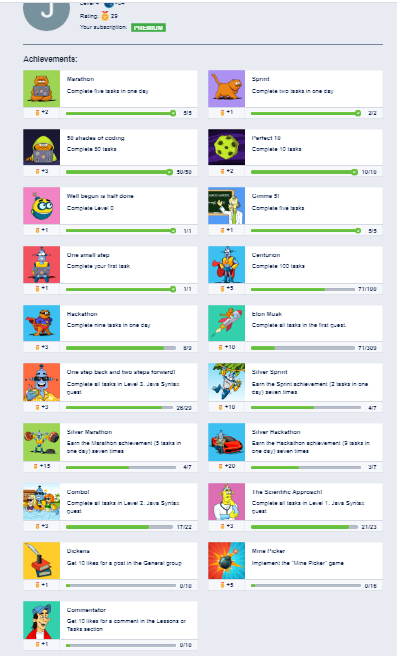 J
Rating: 29
Your subscription: PREMIUM
Achievements:
Marathon
Complete five tasks in one day
+2 5/5
Sprint
Complete two tasks in one day
+1 2/2
50 shades of coding
Complete 50 tasks
+3 50/50
Perfect 10
Complete 10 tasks
+2 10/10
Well begun is half done
Complete Level 0
+1 1/1
Gimme 5!
Complete five tasks
+1 5/5
One small step
Complete your first task
+1 1/1
Centurion
Complete 100 tasks
+5 71/100
Hackathon
Complete nine tasks in one day
+3 8/9
Elon Musk
Complete all tasks in the first quest.
+10 71/309
One step back and two steps forward!
Complete all tasks in Level 3. Java Syntax
quest
+3 28/29
Silver Sprint
Earn the Sprint achievement (2 tasks in one
day) seven times
+10 4/7
Silver Marathon
Earn the Marathon achievement (5 tasks in
one day) seven times
+15 4/7
Silver Hackathon
Earn the Hackathon achievement (9 tasks in
one day) seven times
+20 3/7
Combo!
Complete all tasks in Level 2. Java Syntax
quest
+3 17/22
The Scientific Approach!
Complete all tasks in Level 1. Java Syntax
quest
+3 21/23
Dickens
Get 10 likes for a post in the General group
+1 0/10
Mine Picker
Implement the "Mine Picker" game
+5 0/16
Commentator
Get 10 likes for a comment in the Lessons or
Tasks section
+1 0/10